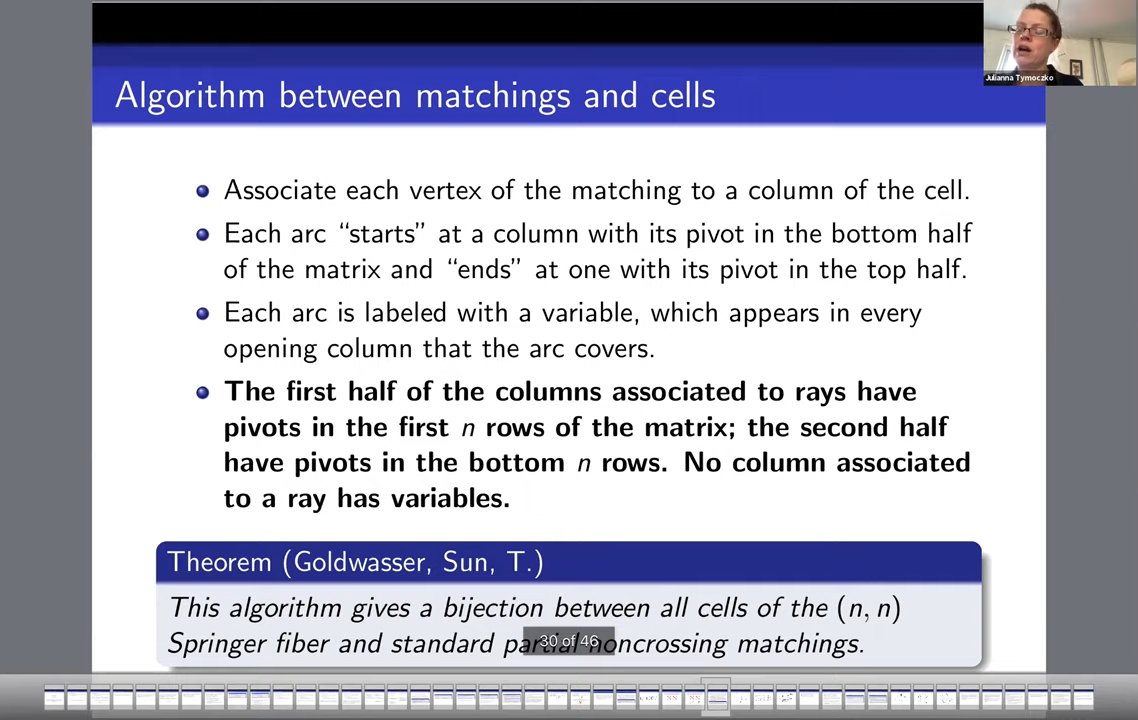 Julianna Tymoczko
Algorithm between matchings and cells
Associate each vertex of the matching to a column of the cell.
Each arc “starts” at a column with its pivot in the bottom half
of the matrix and “ends” at one with its pivot in the top half.
Each arc is labeled with a variable, which appears in every
opening column that the arc covers.
The first half of the columns associated to rays have
pivots in the first n rows of the matrix; the second half
have pivots in the bottom n rows. No column associated
to a ray has variables.
Theorem (Goldwasser, Sun, T.)
This algorithm gives a bijection between all cells of the (n, n)
Springer fiber and standard partial noncrossing matchings.
30 of 46